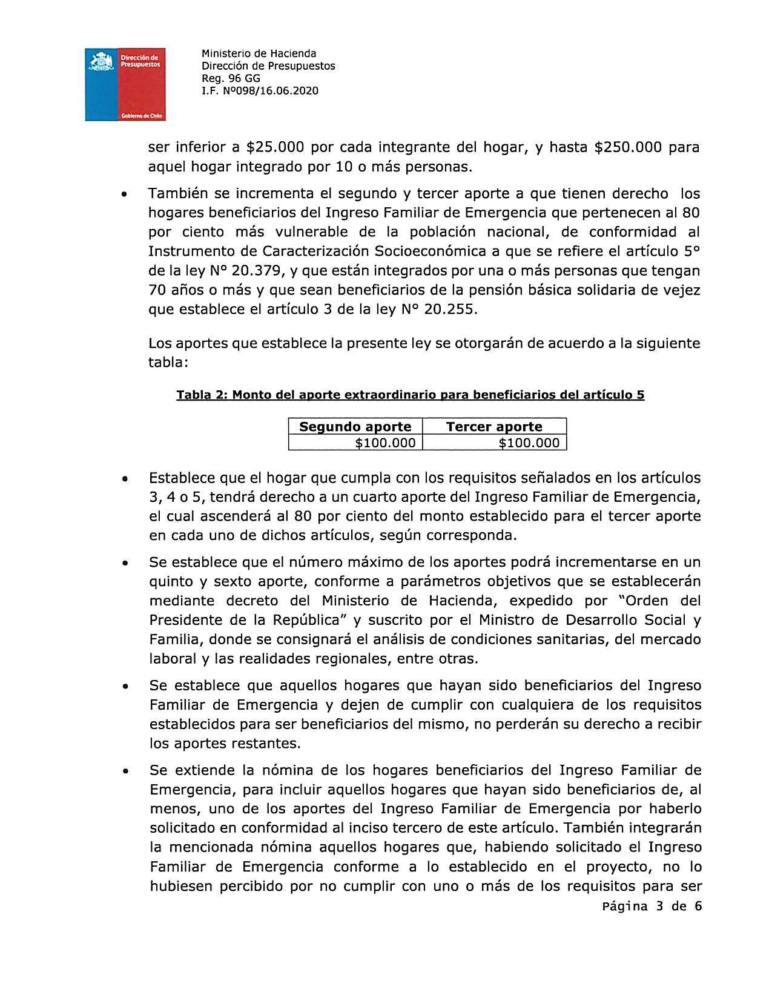 Dirección de
Presupuestos
Gobierno de Chile
Ministerio de Hacienda
Dirección de Presupuestos
Reg. 96 GG
I.F. Nº098/16.06.2020
ser inferior a $25.000 por cada integrante del hogar, y hasta $250.000 para
aquel hogar integrado por 10 o más personas.
• También se incrementa el segundo y tercer aporte a que tienen derecho los
hogares beneficiarios del Ingreso Familiar de Emergencia que pertenecen al 80
por ciento más vulnerable de la población nacional, de conformidad al
Instrumento de Caracterización Socioeconómica a que se refiere el artículo 5º
de la ley Nº 20.379, y que están integrados por una o más personas que tengan
70 años o más y que sean beneficiarios de la pensión básica solidaria de vejez
que establece el artículo 3 de la ley Nº 20.255.
Los aportes que establece la presente ley se otorgarán de acuerdo a la siguiente
tabla:
Tabla 2: Monto del aporte extraordinario para beneficiarios del artículo 5
Segundo aporte Tercer aporte
$100.000 $100.000
• Establece que el hogar que cumpla con los requisitos señalados en los artículos
3, 4 o 5, tendrá derecho a un cuarto aporte del Ingreso Familiar de Emergencia,
el cual ascenderá al 80 por ciento del monto establecido para el tercer aporte
en cada uno de dichos artículos, según corresponda.
• Se establece que el número máximo de los aportes podrá incrementarse en un
quinto y sexto aporte, conforme a parámetros objetivos que se establecerán
mediante decreto del Ministerio de Hacienda, expedido por "Orden del
Presidente de la República" y suscrito por el Ministro de Desarrollo Social y
Familia, donde se consignará el análisis de condiciones sanitarias, del mercado
laboral y las realidades regionales, entre otras.
• Se establece que aquellos hogares que hayan sido beneficiarios del Ingreso
Familiar de Emergencia y dejen de cumplir con cualquiera de los requisitos
establecidos para ser beneficiarios del mismo, no perderán su derecho a recibir
los aportes restantes.
• Se extiende la nómina de los hogares beneficiarios del Ingreso Familiar de
Emergencia, para incluir aquellos hogares que hayan sido beneficiarios de, al
menos, uno de los aportes del Ingreso Familiar de Emergencia por haberlo
solicitado en conformidad al inciso tercero de este artículo. También integrarán
la mencionada nómina aquellos hogares que, habiendo solicitado el Ingreso
Familiar de Emergencia conforme a lo establecido en el proyecto, no lo
hubiesen percibido por no cumplir con uno o más de los requisitos para ser
Página 3 de 6